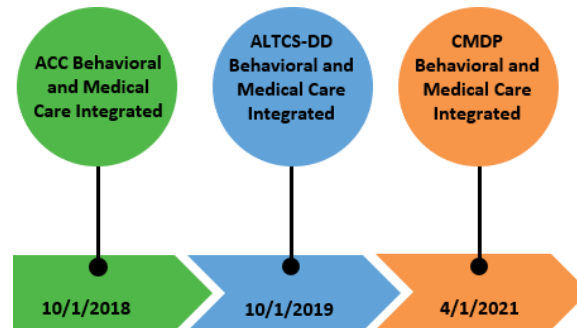 ACC Behavioral
and Medical
Care Integrated
ALTCS-DD
Behavioral and
Medical Care
Integrated
CMDP
Behavioral and
Medical Care
Integrated
10/1/2018
10/1/2019
4/1/2021